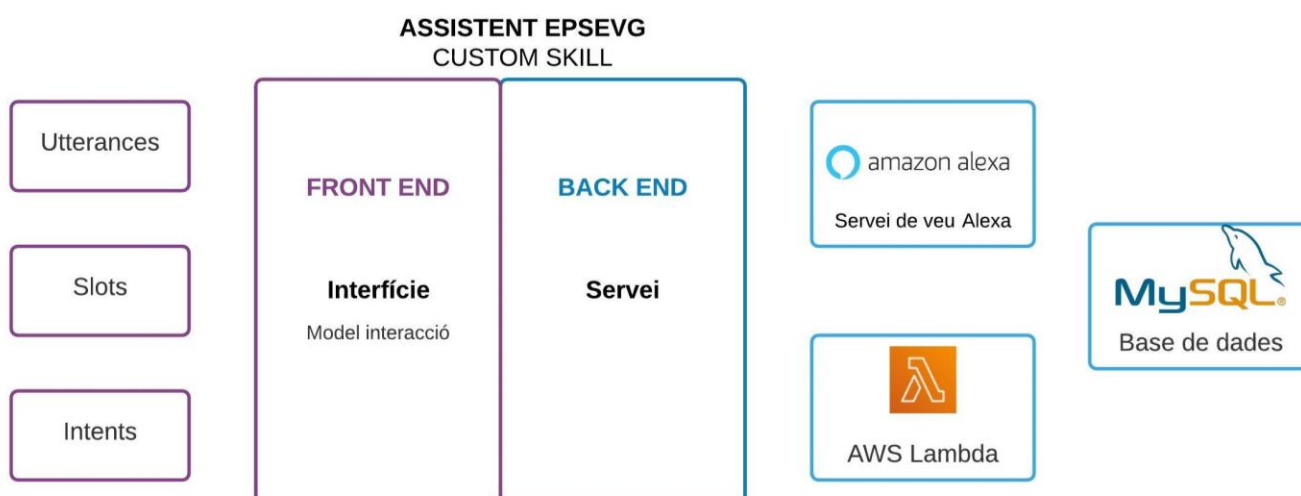 ASSISTENT EPSEVG
CUSTOM SKILL
Utterances
Slots
Intents
FRONT END
Interfície
Model interacció
BACK END
Servei
amazon alexa
Servei de veu Alexa
AWS Lambda
MySQL®
Base de dades